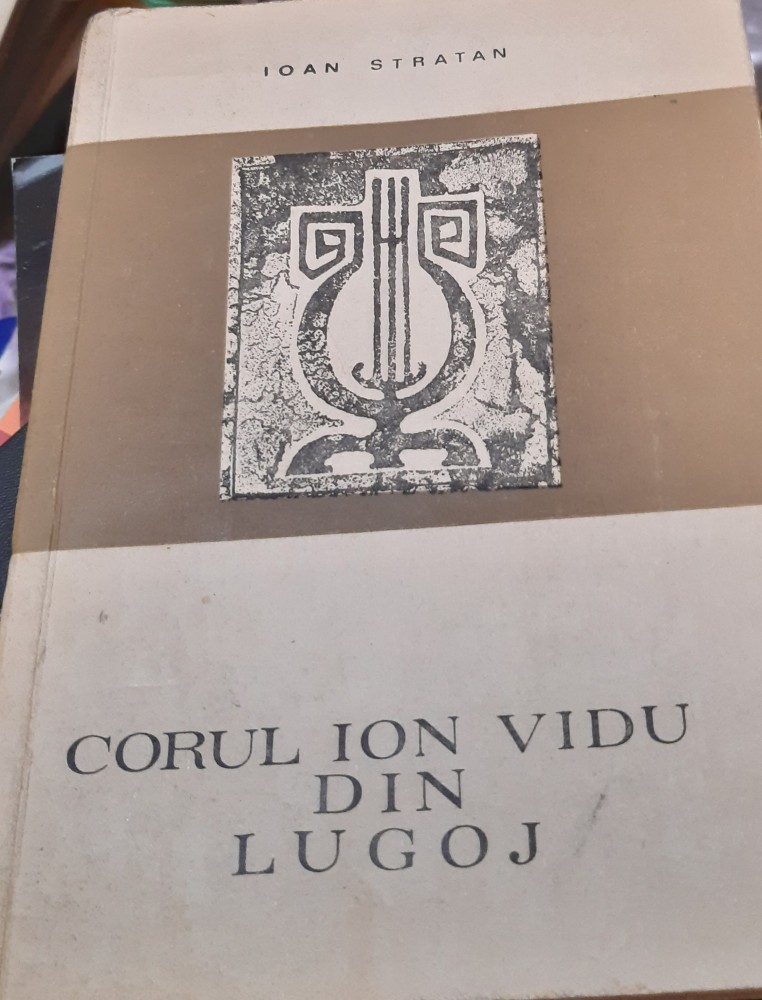 IOAN STRATAN
CORUL ION VIDU
DIN
LUGOJ